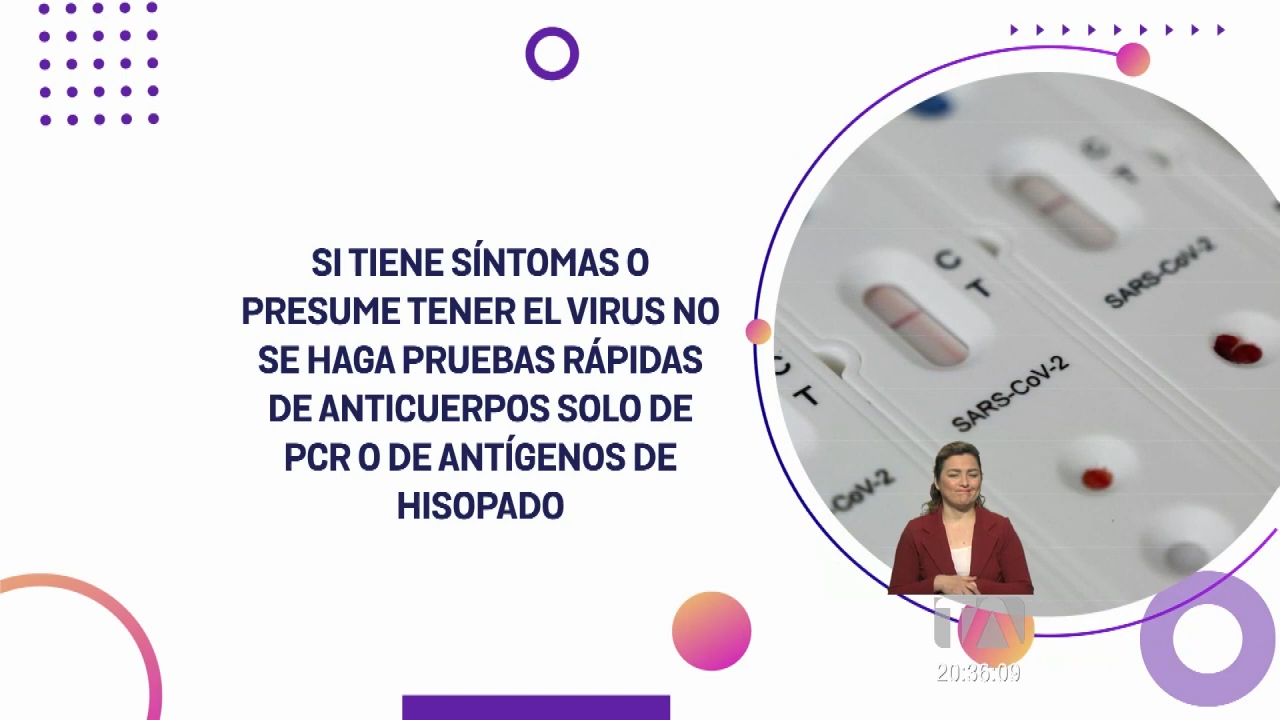 SI TIENE SÍNTOMAS O
PRESUME TENER EL VIRUS NO
SE HAGA PRUEBAS RÁPIDAS
DE ANTICUERPOS SOLO DE
PCR O DE ANTÍGENOS DE
HISOPADO
C
T
SARS-CoV-2
C
T
SARS-CoV-2
C
T
CoV-2
20:36:09